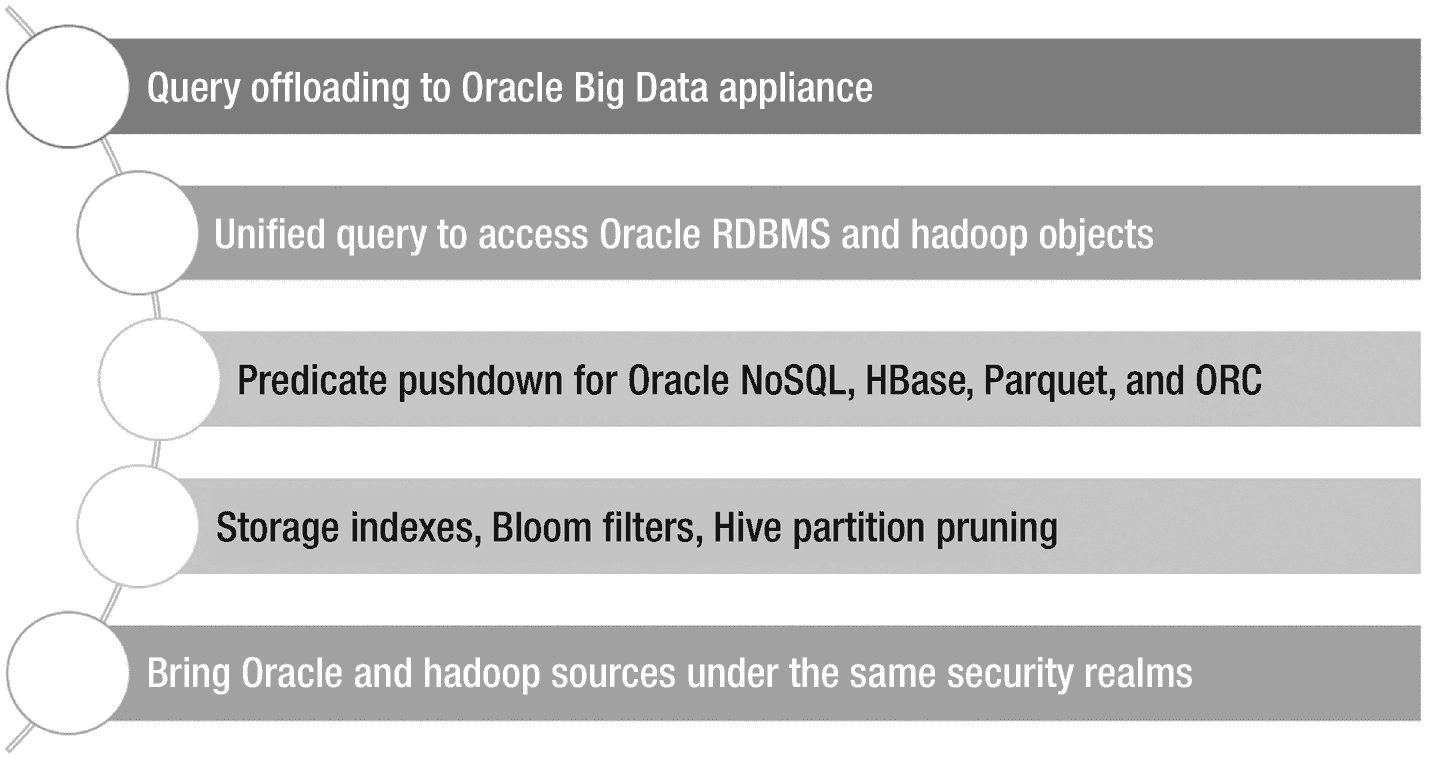 Query offloading to Oracle Big Data appliance
Unified query to access Oracle RDBMS and hadoop objects
Predicate pushdown for Oracle NoSQL, HBase, Parquet, and ORC
Storage indexes, Bloom filters, Hive partition pruning
Bring Oracle and hadoop sources under the same security realms